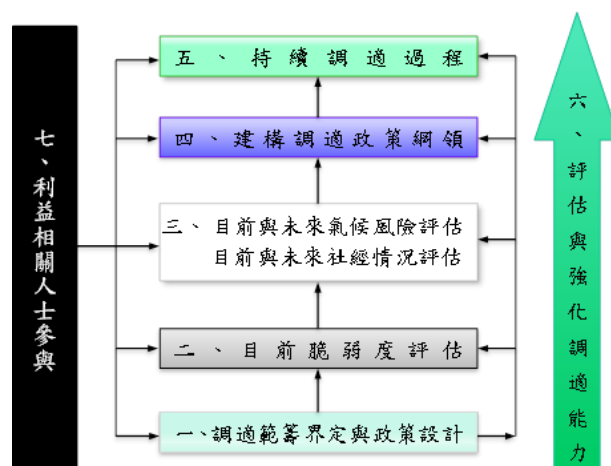 五、持續調適過程
四、建構調適政策綱領
三、目前與未來氣候風險評估
目前與未來社經情況評估
二、目前脆弱度評估
一、調適範籌界定與政策設計
七、利益相關人士參與
六、評估與強化調適能力